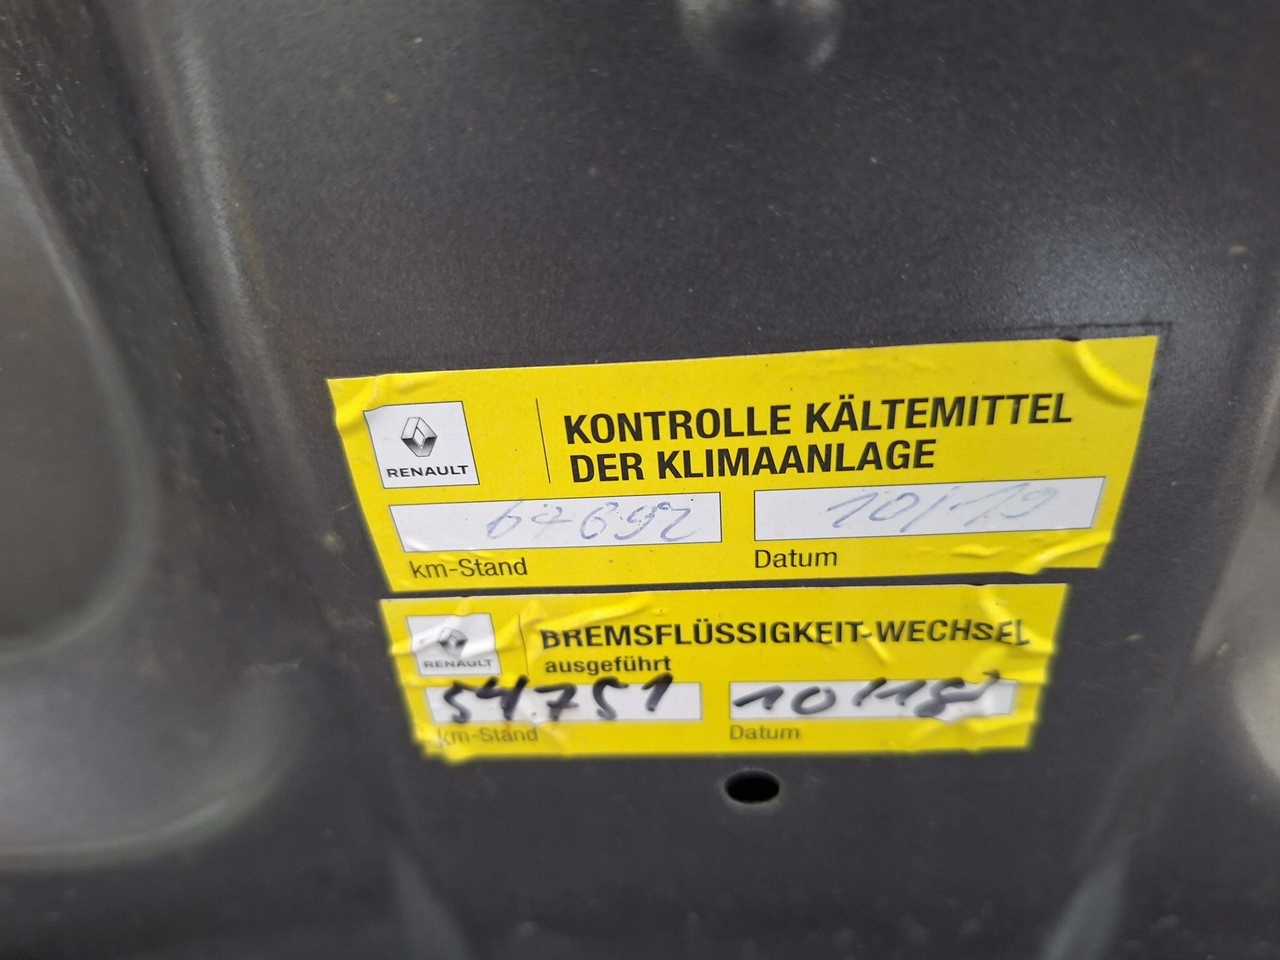 RENAULT
KONTROLLE KÄLTEMITTEL
DER KLIMAANLAGE
67692
10/19
km-Stand
Datum
RENAULT
BREMSFLÜSSIGKEIT-WECHSEL
ausgeführt
54751
10/18
km-Stand
Datum